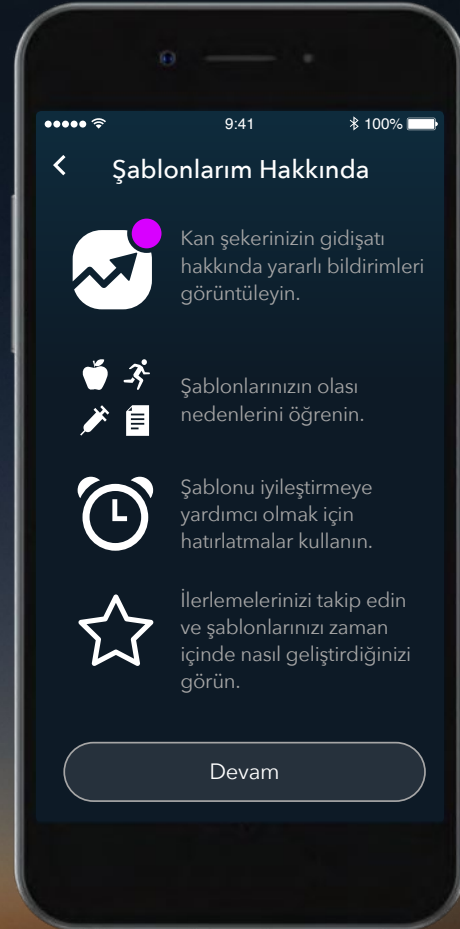 9:41
100%
Şablonlarım Hakkında
Kan şekerinizin gidişatı
hakkında yararlı bildirimleri
görüntüleyin.
Şablonlarınızın olası
nedenlerini öğrenin.
Şablonu iyileştirmeye
yardımcı olmak için
hatırlatmalar kullanın.
İlerlemelerinizi takip edin
ve şablonlarınızı zaman
içinde nasıl geliştirdiğinizi
görün.
Devam